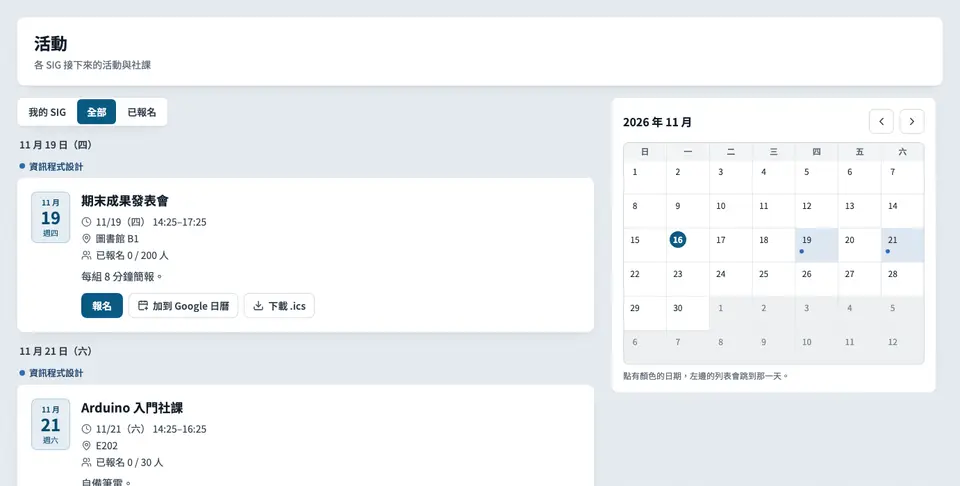 活動
各 SIG 接下來的活動與社課
我的 SIG 全部 已報名
11 月 19 日（四）
資訊程式設計
11 月
19
週四
期末成果發表會
11/19（四） 14:25–17:25
圖書館 B1
已報名 0 / 200 人
每組 8 分鐘簡報。
報名 加到 Google 日曆 下載 .ics
11 月 21 日（六）
資訊程式設計
11 月
21
週六
Arduino 入門社課
11/21（六） 14:25–16:25
E202
已報名 0 / 30 人
自備筆電。
2026 年 11 月
日 一 二 三 四 五 六
1 2 3 4 5 6 7
8 9 10 11 12 13 14
15 16 17 18 19 20 21
22 23 24 25 26 27 28
29 30 1 2 3 4 5
6 7 8 9 10 11 12
點有顏色的日期，左邊的列表會跳到那一天。